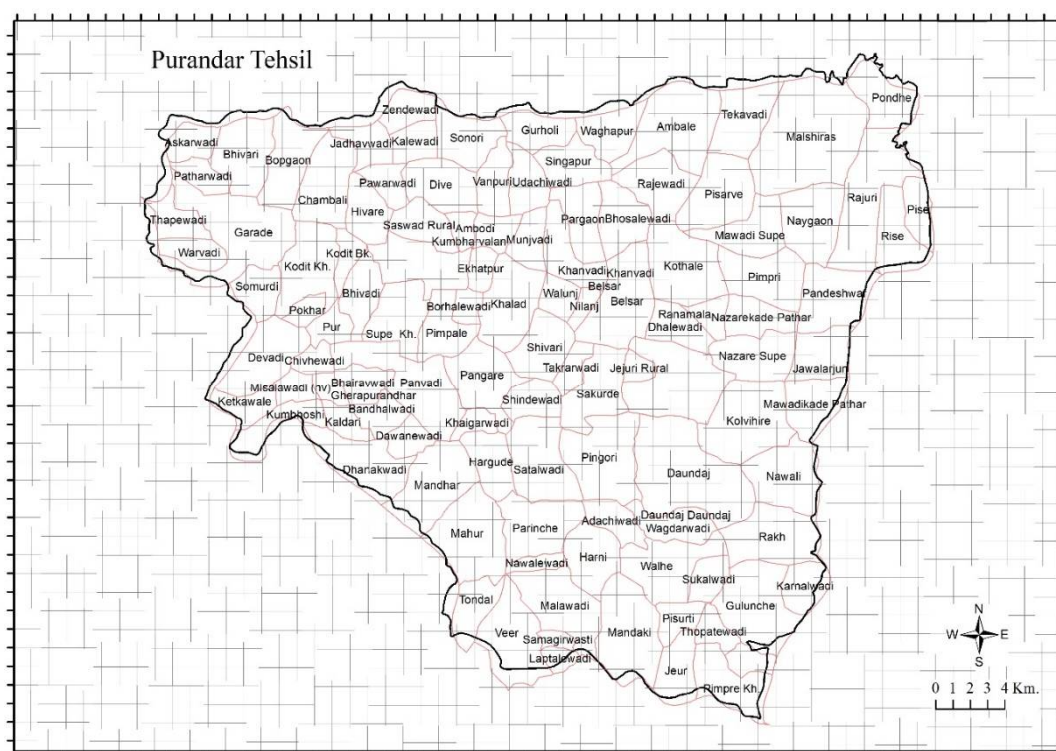 Purandar Tehsil
Pondhe
Zendewadi
Tekavadi
Askarwadi
Jadhavwadi
Kalewadi
Sonori
Gurholi
Waghapur
Ambale
Malshiras
Bhivari
Bopgaon
Singapur
Patharwadi
Pawarwadi
Dive
Vanpuri
Udachiwadi
Rajewadi
Pisarve
Chambali
Hivare
Rajuri
Thapewadi
Garade
Saswad Rural
Ambodi
Pargaon
Bhosalewadi
Naygaon
Pise
Kumbharvalan
Munjvadi
Mawadi Supe
Rise
Warvadi
Kodit Kh.
Kodit Bk.
Ekhatpur
Khanvadi
Khanvadi
Kothale
Pimpri
Somurdi
Bhivadi
Walunj
Belsar
Pandeshwar
Pokhar
Borhalewadi
Khalad
Nilanj
Belsar
Ranamala
Nazarekade Pathar
Pur
Supe Kh.
Pimpale
Dhalewadi
Shivari
Devadi
Chivhewadi
Nazare Supe
Takrarwadi
Jejuri Rural
Jawalarjun
Pangare
Misalawadi (nv)
Bhairavwadi
Panvadi
Gherapurandhar
Ketkawale
Shindewadi
Sakurde
Mawadikade Pathar
Kumbhoshi
Bandhalwadi
Kaldari
Khaigarwadi
Kolvihire
Dawanewadi
Dhanakwadi
Hargude
Satalwadi
Pingori
Daundaj
Nawali
Mandhar
Mahur
Parinche
Adachiwadi
Daundaj Daundaj
Wagdarwadi
Rakh
Nawalewadi
Harni
Walhe
Sukalwadi
Karnalwadi
Tondal
Malawadi
Gulunche
Pisurti
Veer
Samagirwasti
Mandaki
Thopatewadi
Laptalewadi
Jeur
Pimpre Kh.
N
W E
S
0 1 2 3 4 Km.